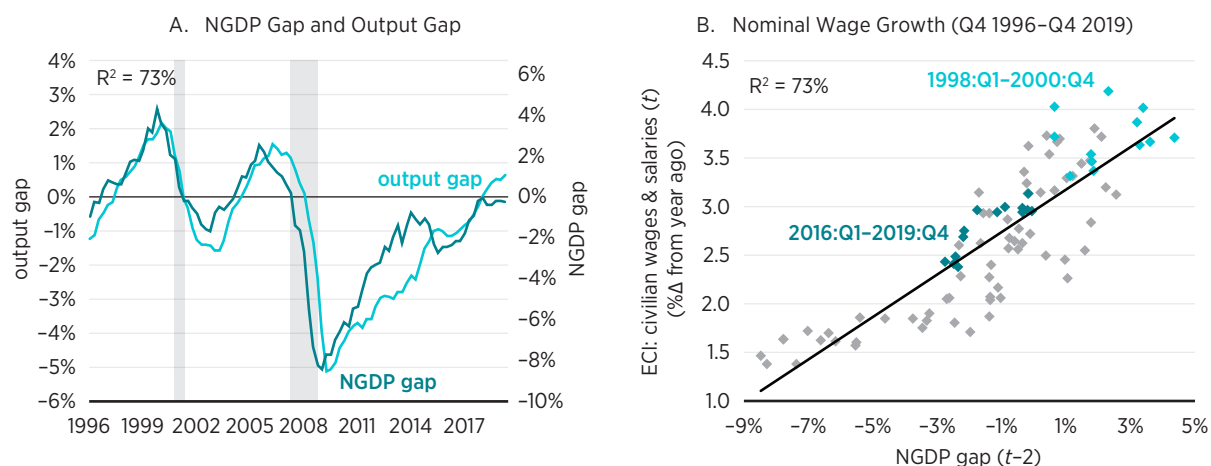 A. NGDP Gap and Output Gap
4%
3%
2%
1%
0%
−1%
−2%
−3%
−4%
−5%
−6%
output gap
R² = 73%
output gap
NGDP gap
6%
4%
2%
0%
−2%
−4%
−6%
−8%
−10%
NGDP gap
1996 1999 2002 2005 2008 2011 2014 2017
B. Nominal Wage Growth (Q4 1996–Q4 2019)
ECI: civilian wages & salaries (t)
(%Δ from year ago)
4.5
4.0
3.5
3.0
2.5
2.0
1.5
1.0
R² = 73%
1998:Q1–2000:Q4
2016:Q1–2019:Q4
−9% −7% −5% −3% −1% 1% 3% 5%
NGDP gap (t–2)